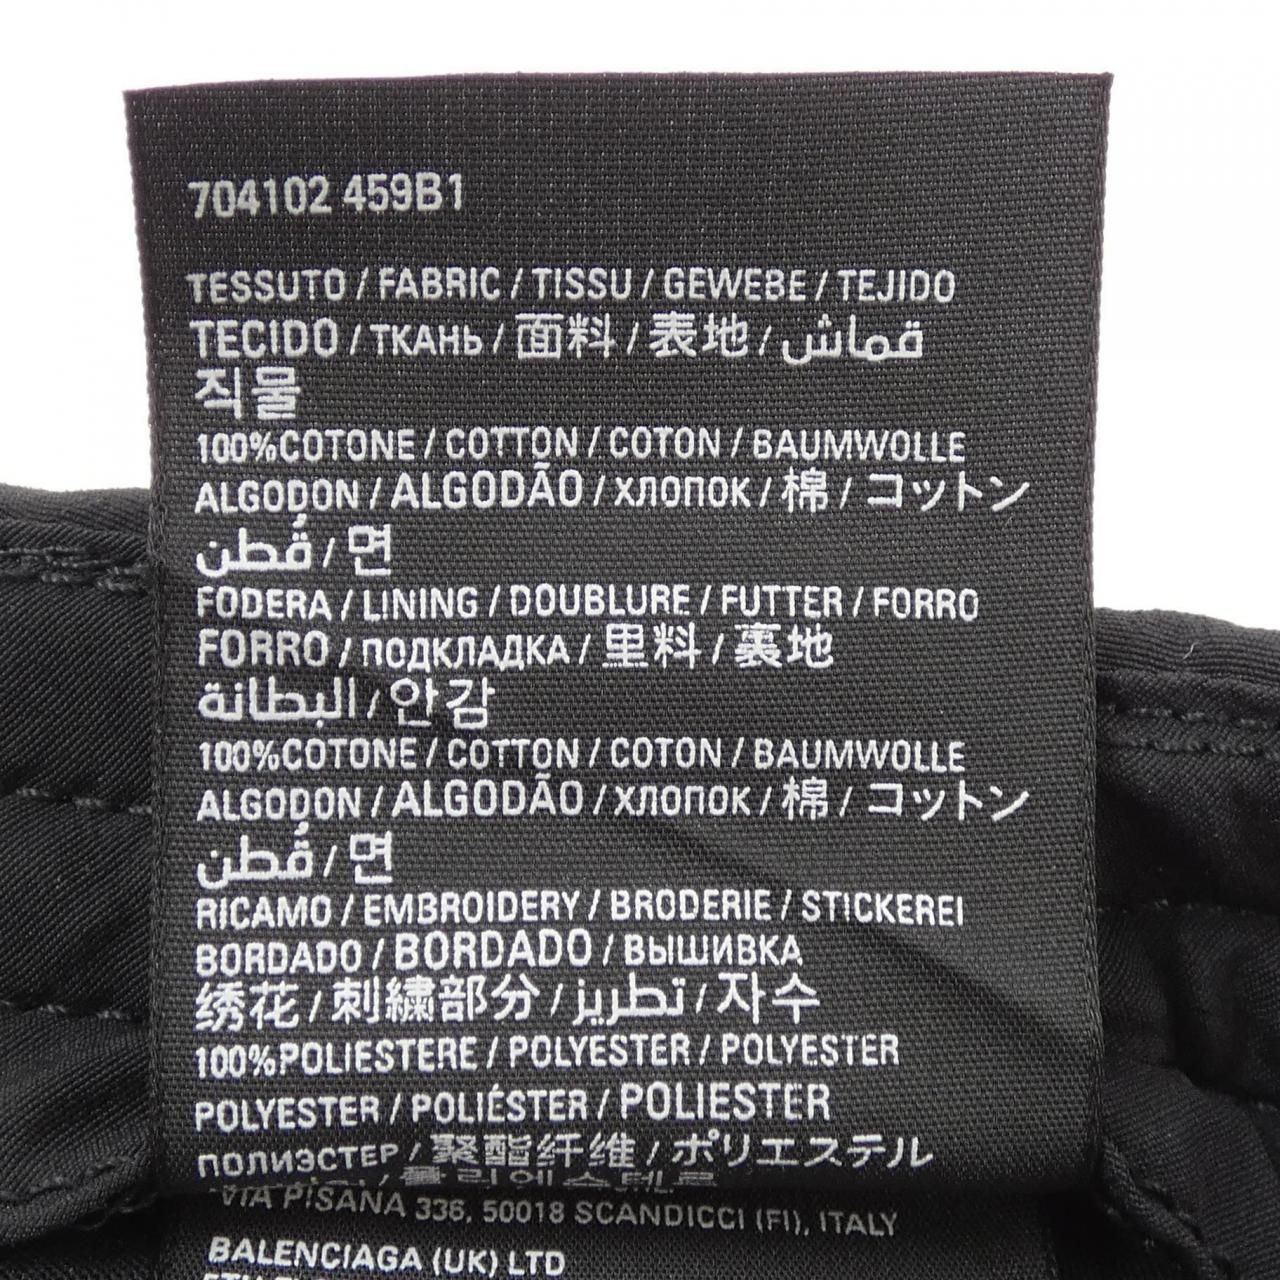 704102 459B1
TESSUTO / FABRIC / TISSU / GEWEBE / TEJIDO
TECIDO / ТКАНЬ / 面料 / 表地 / قماش
직물
100%COTONE / COTTON / COTON / BAUMWOLLE
ALGODON / ALGODÃO / ХЛОПОК / 棉 / コットン
قُطن / 면
FODERA / LINING / DOUBLURE / FUTTER / FORRO
FORRO / ПОДКЛАДКА / 里料 / 裏地
البطانة / 안감
100%COTONE / COTTON / COTON / BAUMWOLLE
ALGODON / ALGODÃO / ХЛОПОК / 棉 / コットン
قُطن / 면
RICAMO / EMBROIDERY / BRODERIE / STICKEREI
BORDADO / BORDADO / ВЫШИВКА
绣花 / 刺繍部分 / تطريز / 자수
100%POLIESTERE / POLYESTER / POLYESTER
POLYESTER / POLIÉSTER / POLIESTER
ПОЛИЭСТЕР / 聚酯纤维 / ポリエステル
VIA PISANA 336, 50018 SCANDICCI (FI), ITALY
BALENCIAGA (UK) LTD